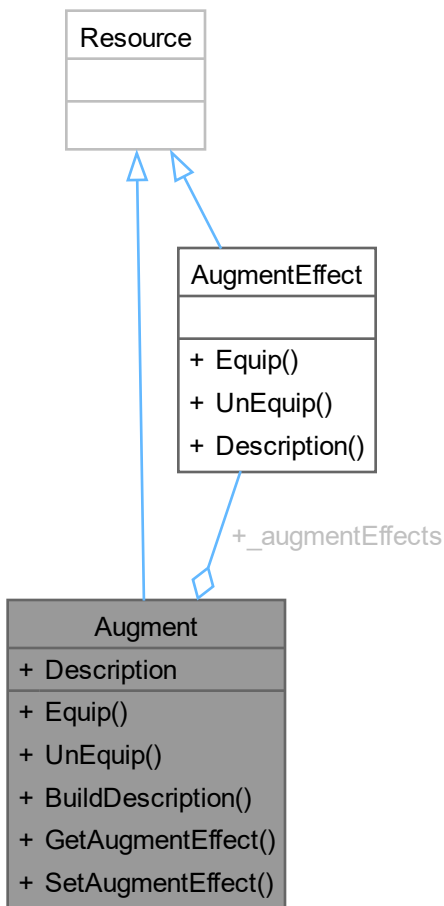 Resource
AugmentEffect
+ Equip()
+ UnEquip()
+ Description()
+_augmentEffects
Augment
+ Description
+ Equip()
+ UnEquip()
+ BuildDescription()
+ GetAugmentEffect()
+ SetAugmentEffect()